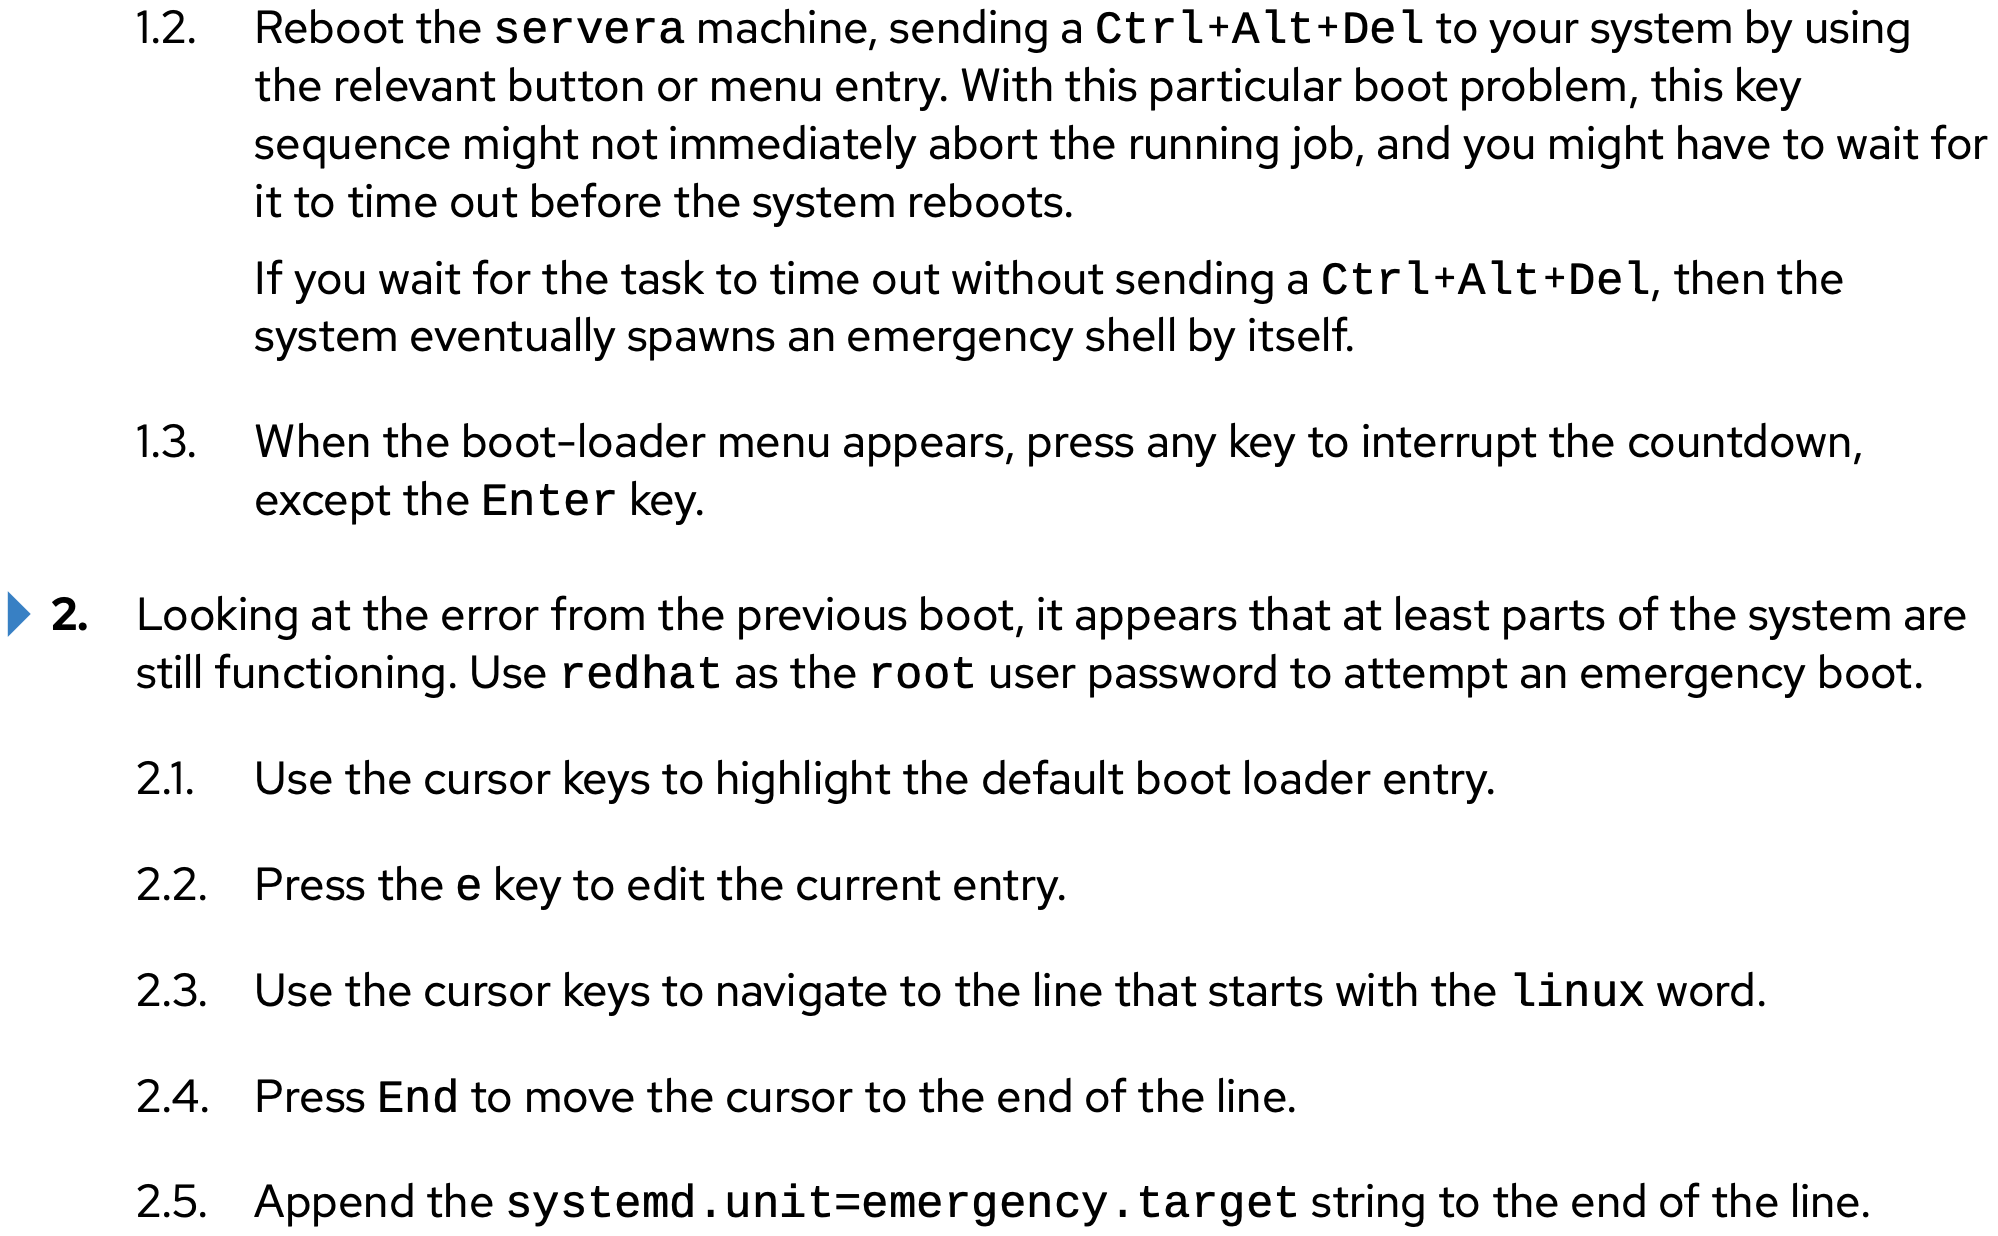 1.2. Reboot the servera machine, sending a Ctrl+Alt+Del to your system by using
the relevant button or menu entry. With this particular boot problem, this key
sequence might not immediately abort the running job, and you might have to wait for
it to time out before the system reboots.
If you wait for the task to time out without sending a Ctrl+Alt+Del, then the
system eventually spawns an emergency shell by itself.
1.3. When the boot-loader menu appears, press any key to interrupt the countdown,
except the Enter key.
2. Looking at the error from the previous boot, it appears that at least parts of the system are
still functioning. Use redhat as the root user password to attempt an emergency boot.
2.1. Use the cursor keys to highlight the default boot loader entry.
2.2. Press the e key to edit the current entry.
2.3. Use the cursor keys to navigate to the line that starts with the linux word.
2.4. Press End to move the cursor to the end of the line.
2.5. Append the systemd.unit=emergency.target string to the end of the line.